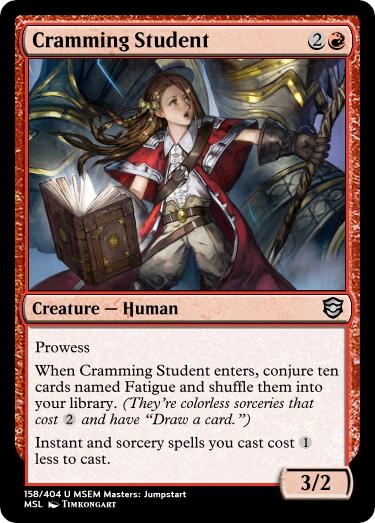 Cramming Student 2
Creature — Human
Prowess
When Cramming Student enters, conjure ten
cards named Fatigue and shuffle them into
your library. (They're colorless sorceries that
cost 2 and have "Draw a card.")
Instant and sorcery spells you cast cost 1
less to cast.
3/2
158/404 U MSEM Masters: Jumpstart
MSL TIMKONGART